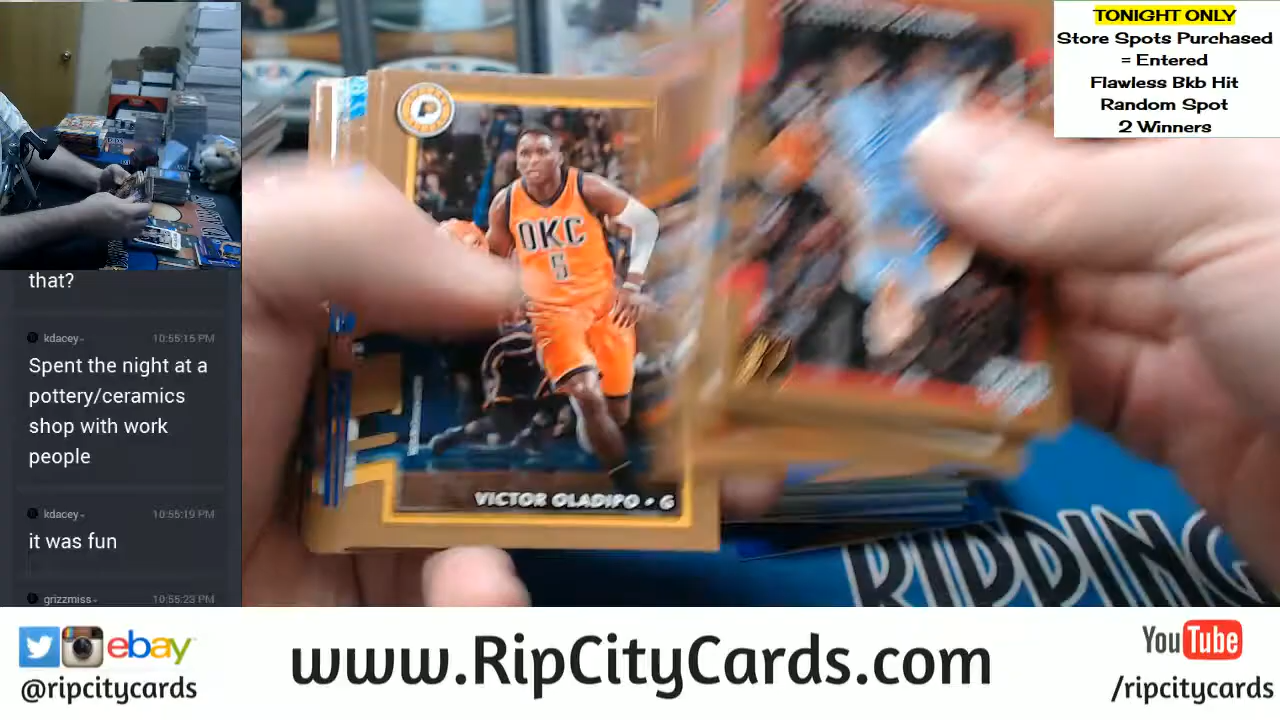 TONIGHT ONLY
Store Spots Purchased
= Entered
Flawless Bkb Hit
Random Spot
2 Winners
OKC
5
VICTOR OLADIPO • G
that?
kdacey 10:55:15 PM
Spent the night at a
pottery/ceramics
shop with work
people
kdacey 10:55:19 PM
it was fun
grizzmiss 10:55:23 PM
RIPPING
ebay
@ripcitycards
www.RipCityCards.com
YouTube
/ripcitycards